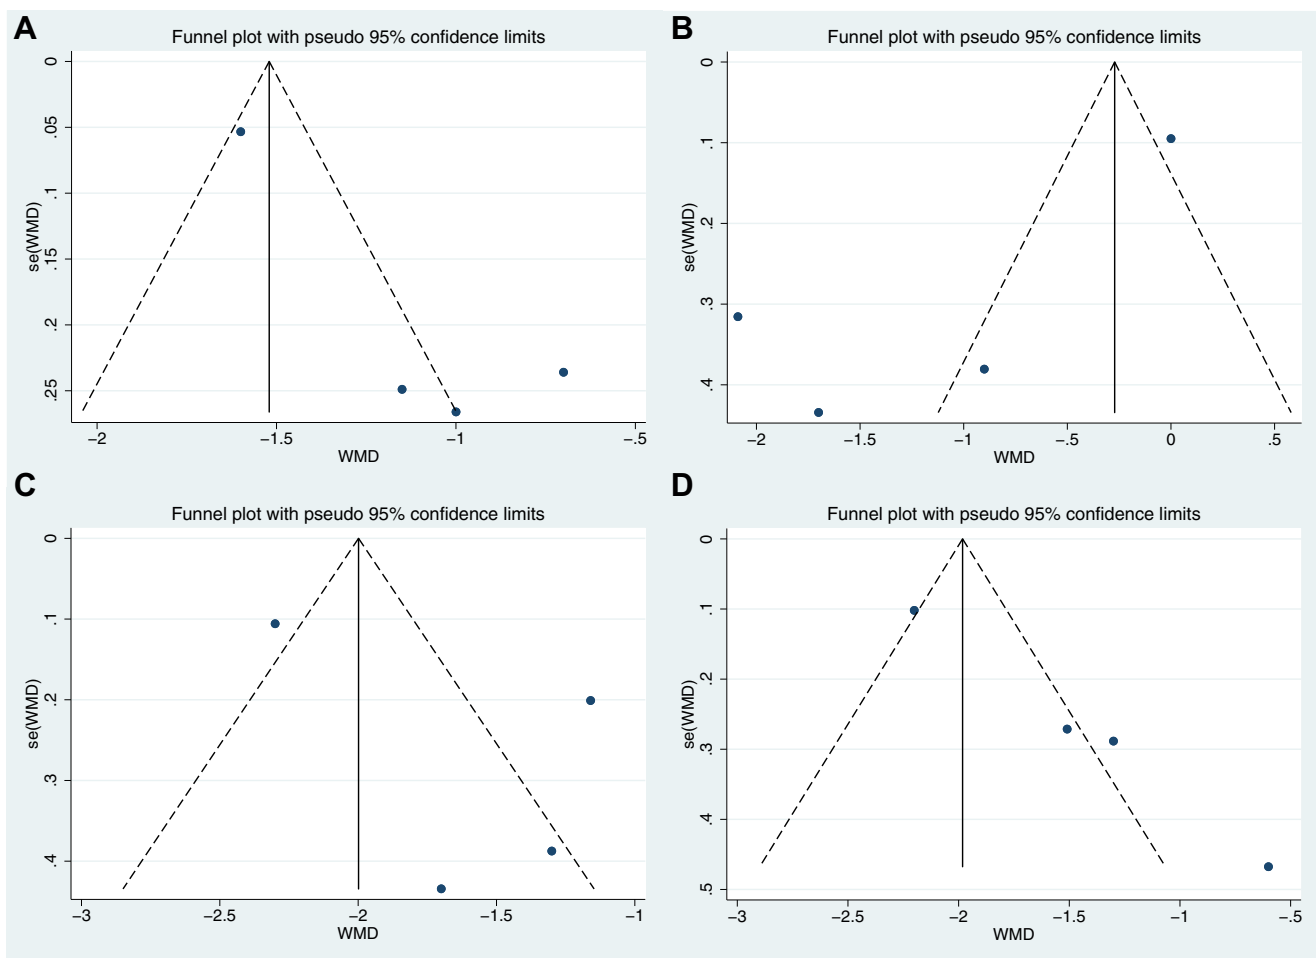 A
Funnel plot with pseudo 95% confidence limits
se(WMD)
0
.05
.1
.15
.2
.25
−2
−1.5
−1
−.5
WMD
B
Funnel plot with pseudo 95% confidence limits
se(WMD)
0
.1
.2
.3
.4
−2
−1.5
−1
−.5
0
.5
WMD
C
Funnel plot with pseudo 95% confidence limits
se(WMD)
0
.1
.2
.3
.4
−3
−2.5
−2
−1.5
−1
WMD
D
Funnel plot with pseudo 95% confidence limits
se(WMD)
0
.1
.2
.3
.4
.5
−3
−2.5
−2
−1.5
−1
−.5
WMD